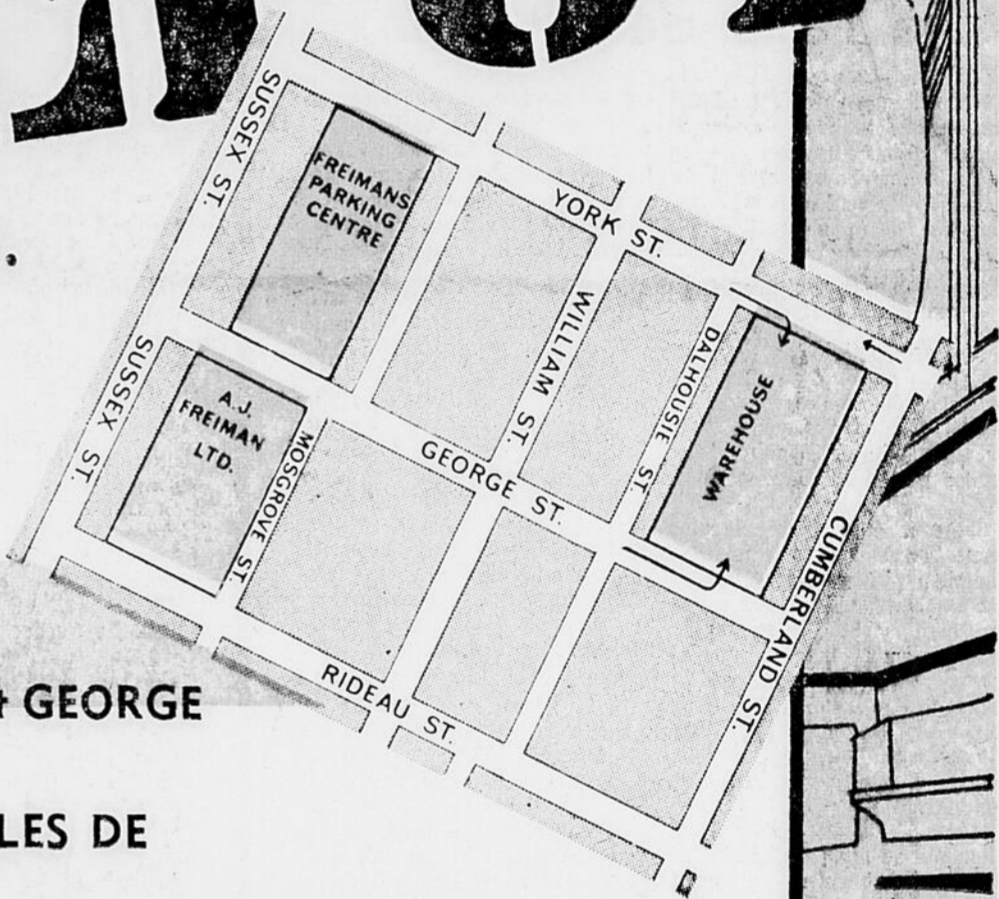 SUSSEX ST.
FREIMANS
PARKING
CENTRE
YORK ST.
WILLIAM ST.
DALHOUSIE ST.
WAREHOUSE
SUSSEX ST.
A.J.
FREIMAN
LTD.
MOSGROVE ST.
GEORGE ST.
CUMBERLAND ST.
RIDEAU ST.
GEORGE
DE